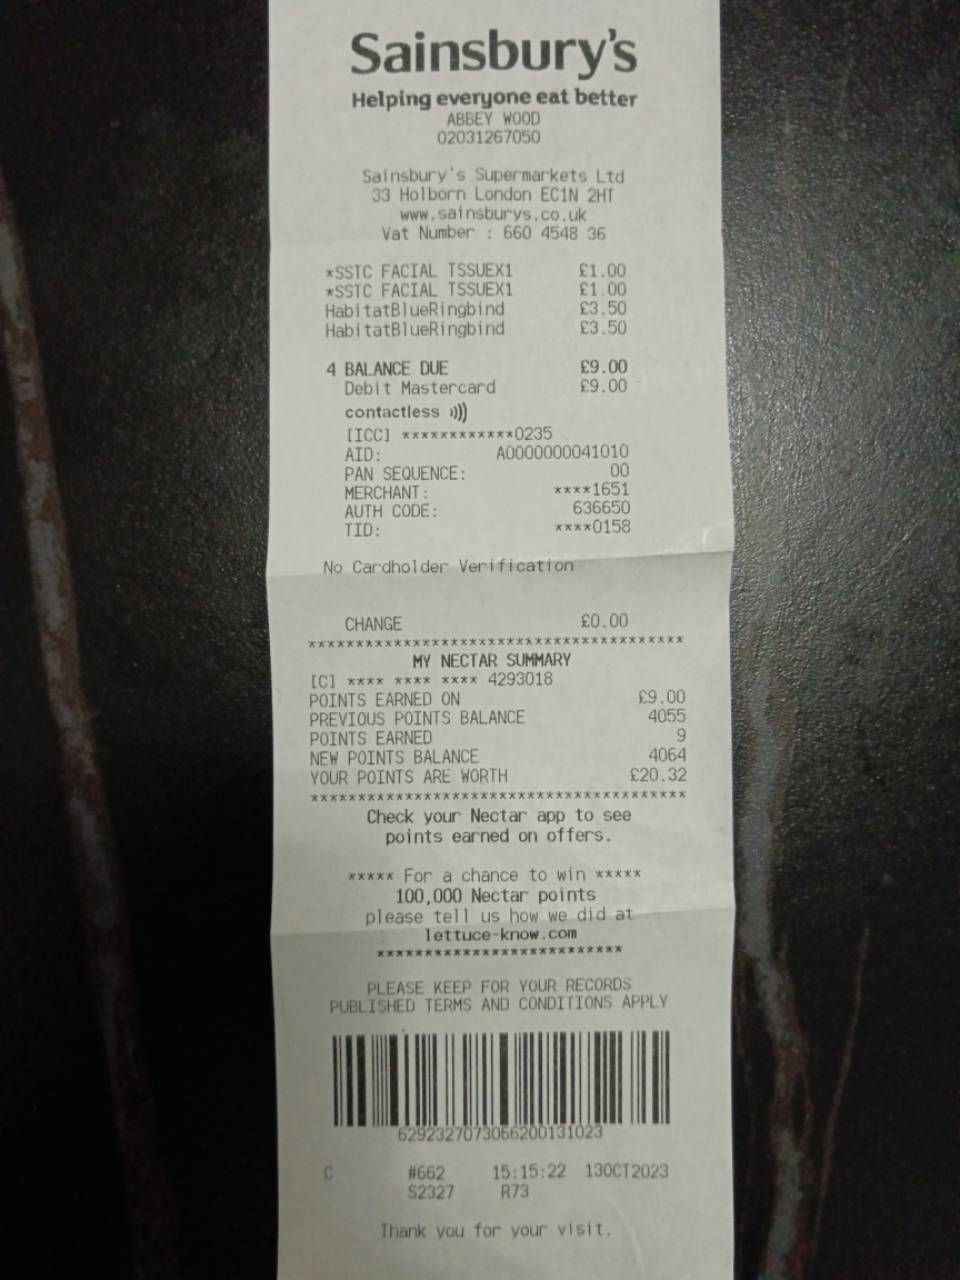 Sainsbury's
Helping everyone eat better
ABBEY WOOD
02031267050
Sainsbury's Supermarkets Ltd
33 Holborn London EC1N 2HT
www.sainsburys.co.uk
Vat Number : 660 4548 36
*SSTC FACIAL TSSUEX1 £1.00
*SSTC FACIAL TSSUEX1 £1.00
HabitatBlueRingbind £3.50
HabitatBlueRingbind £3.50
4 BALANCE DUE £9.00
Debit Mastercard £9.00
contactless
[ICC] ************0235
AID: A0000000041010
PAN SEQUENCE: 00
MERCHANT: ****1651
AUTH CODE: 636650
TID: ****0158
No Cardholder Verification
CHANGE £0.00
****************************************
MY NECTAR SUMMARY
[C] **** **** **** 4293018
POINTS EARNED ON £9.00
PREVIOUS POINTS BALANCE 4055
POINTS EARNED 9
NEW POINTS BALANCE 4064
YOUR POINTS ARE WORTH £20.32
****************************************
Check your Nectar app to see
points earned on offers.
***** For a chance to win *****
100,000 Nectar points
please tell us how we did at
lettuce-know.com
**************************
PLEASE KEEP FOR YOUR RECORDS
PUBLISHED TERMS AND CONDITIONS APPLY
6292327073066200131023
C #662 15:15:22 13OCT2023
S2327 R73
Thank you for your visit.